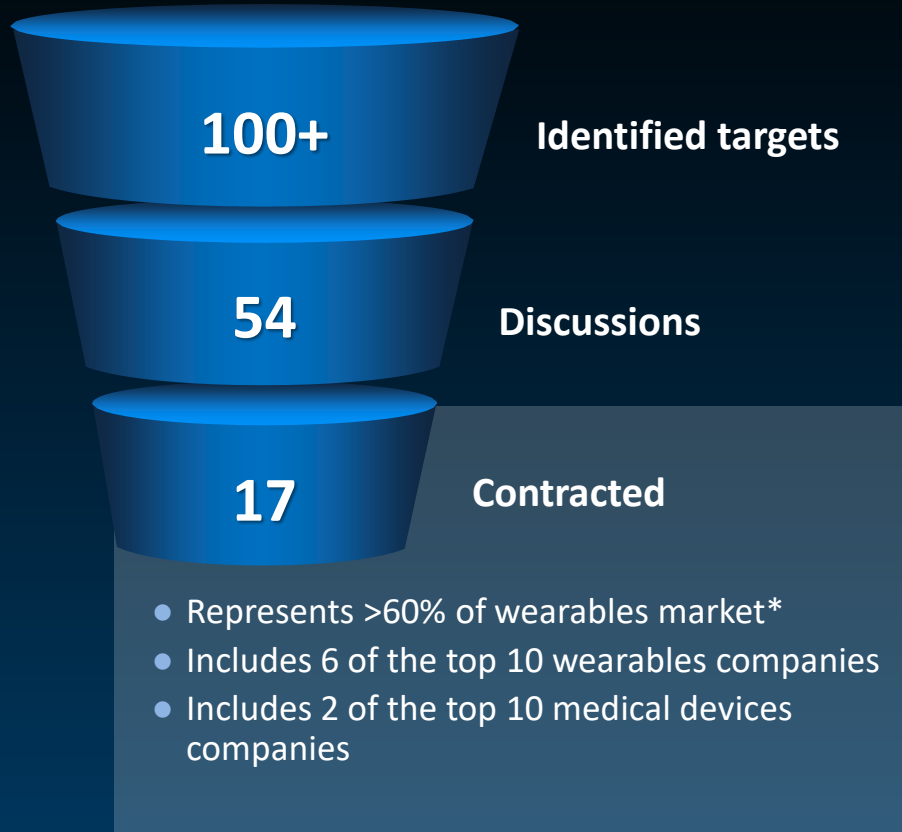 100+
Identified targets
54
Discussions
17
Contracted
● Represents >60% of wearables market*
● Includes 6 of the top 10 wearables companies
● Includes 2 of the top 10 medical devices
companies